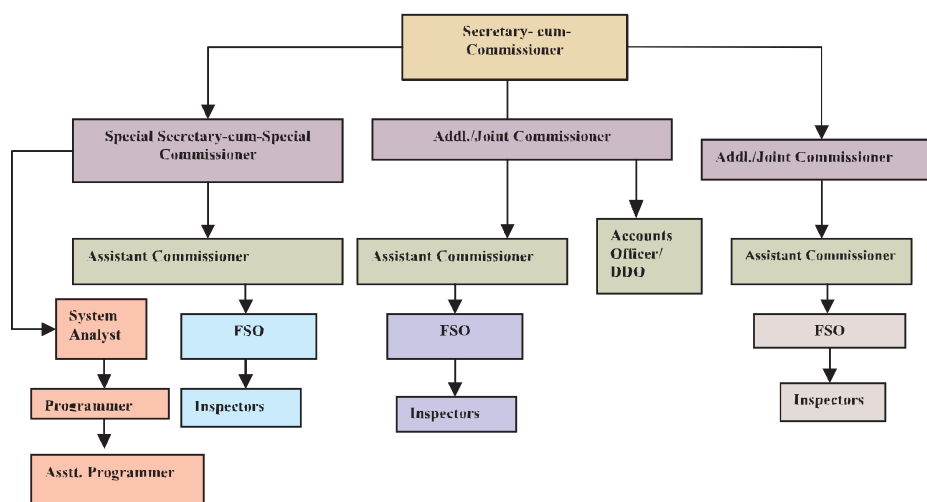 Secretary- cum-
Commissioner
Special Secretary-cum-Special
Commissioner
Addl./Joint Commissioner
Addl./Joint Commissioner
Assistant Commissioner
Assistant Commissioner
Accounts
Officer/
DDO
Assistant Commissioner
System
Analyst
FSO
FSO
FSO
Programmer
Inspectors
Inspectors
Inspectors
Asstt. Programmer